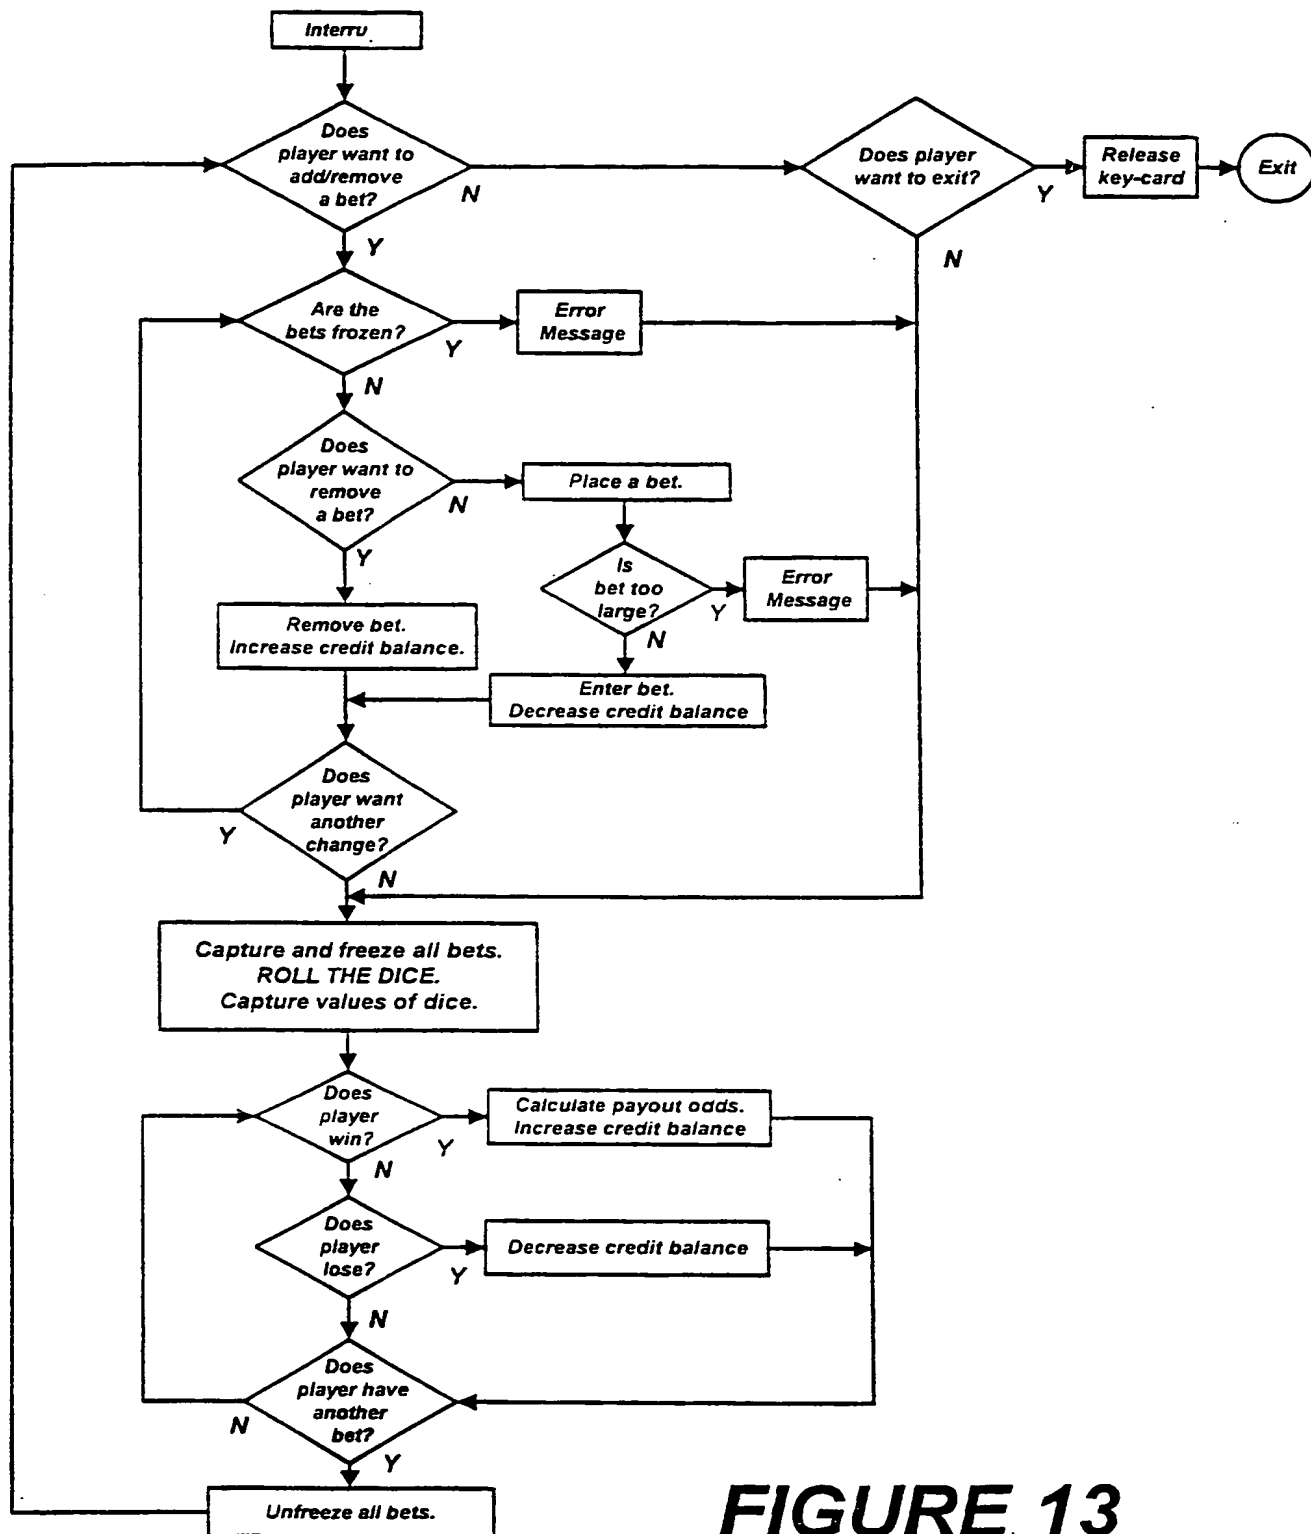 Interru
Does
player want to
add/remove
a bet?
N
Y
Does player
want to exit?
Y
N
Release
key-card
Exit
Are the
bets frozen?
Y
N
Error
Message
Does
player want to
remove
a bet?
N
Y
Place a bet.
Is
bet too
large?
Y
N
Error
Message
Remove bet.
Increase credit balance.
Enter bet.
Decrease credit balance
Does
player want
another
change?
Y
N
Capture and freeze all bets.
ROLL THE DICE.
Capture values of dice.
Does
player
win?
Y
N
Calculate payout odds.
Increase credit balance
Does
player
lose?
Y
N
Decrease credit balance
Does
player have
another
bet?
N
Y
Unfreeze all bets.
FIGURE 13